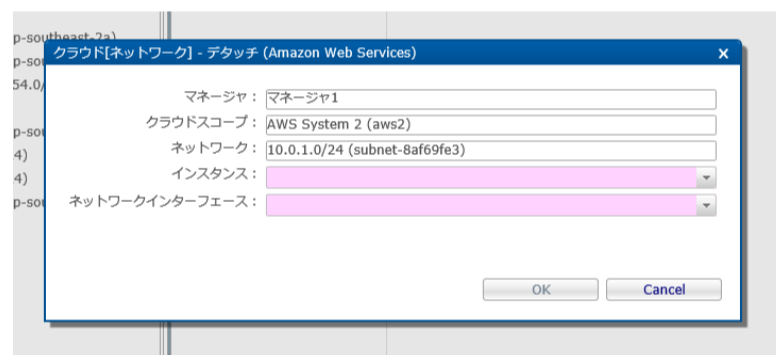 p-southeast-2a)
クラウド[ネットワーク] - デタッチ (Amazon Web Services)
p-sou
54.0/
マネージャ: マネージャ1
クラウドスコープ: AWS System 2 (aws2)
p-sou
ネットワーク: 10.0.1.0/24 (subnet-8af69fe3)
4)
インスタンス:
4)
ネットワークインターフェース:
p-sou
OK Cancel